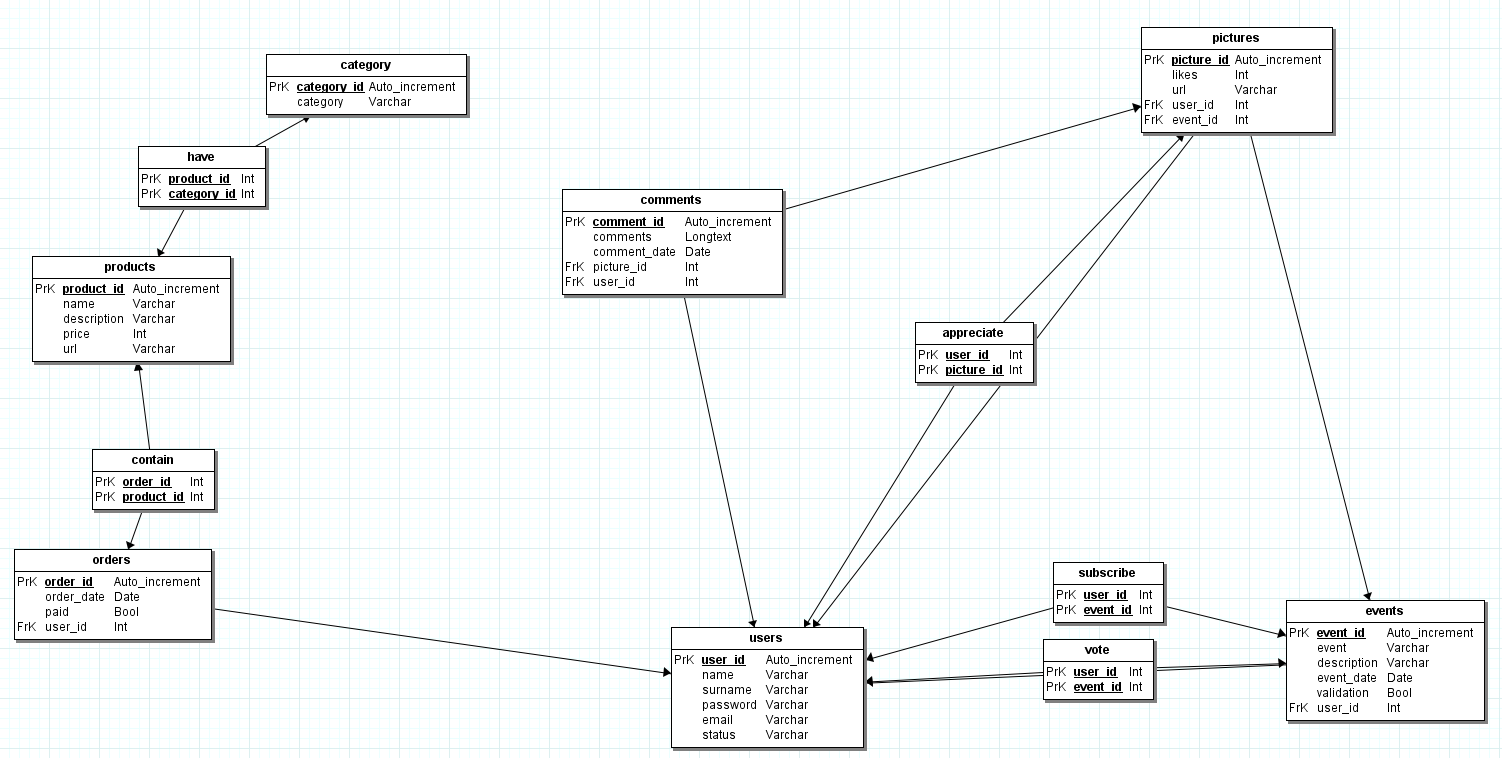 pictures
PrK picture_id Auto_increment
likes Int
url Varchar
FrK user_id Int
FrK event_id Int
category
PrK category_id Auto_increment
category Varchar
have
PrK product_id Int
PrK category_id Int
comments
PrK comment_id Auto_increment
comments Longtext
comment_date Date
FrK picture_id Int
FrK user_id Int
products
PrK product_id Auto_increment
name Varchar
description Varchar
price Int
url Varchar
appreciate
PrK user_id Int
PrK picture_id Int
contain
PrK order_id Int
PrK product_id Int
orders
PrK order_id Auto_increment
order_date Date
paid Bool
FrK user_id Int
subscribe
PrK user_id Int
PrK event_id Int
vote
PrK user_id Int
PrK event_id Int
users
PrK user_id Auto_increment
name Varchar
surname Varchar
password Varchar
email Varchar
status Varchar
events
PrK event_id Auto_increment
event Varchar
description Varchar
event_date Date
validation Bool
FrK user_id Int